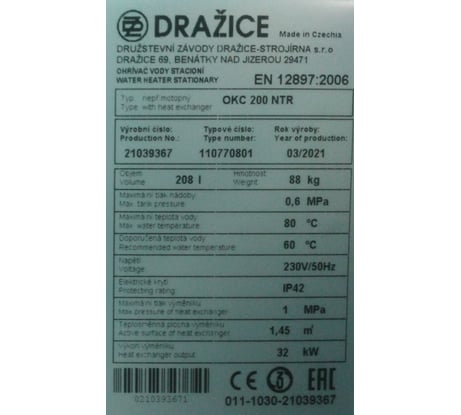 DZ DRAŽICE Made in Czechia
DRUŽSTEVNÍ ZÁVODY DRAŽICE-STROJÍRNA s.r.o
DRAŽICE 69, BENÁTKY NAD JIZEROU 29471
OHŘÍVAČ VODY STACIONÍ
WATER HEATER STATIONARY EN 12897:2006
Typ nepř motopný OKC 200 NTR
Type with heat exchanger
Výrobní číslo: Typové číslo: Rok výroby:
Production No.: Type number: Year of production:
21039367 110770801 03/2021
Objem Hmotnost
Volume 208 l Weight 88 kg
Maximální tlak nádoby
Max. tank pressure: 0,6 MPa
Maximální teplota vody
Max. water temperature: 80 °C
Doporučená teplota vody
Recommended water temperature: 60 °C
Napětí
Voltage: 230V/50Hz
Elektrické krytí
Protecting rating: IP42
Maximální tlak výměníku
Max pressure of heat exchanger 1 MPa
Teplosměnná plocha výměníku
Active surface of heat exchanger 1,45 m²
Výkon výměníku
Heat exchanger output 32 kW
CE EAC
0210393671 011-1030-21039367